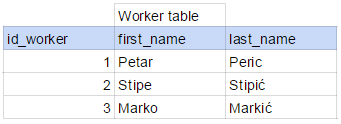 Worker table
id_worker first_name last_name
1 Petar Peric
2 Stipe Stipić
3 Marko Markić